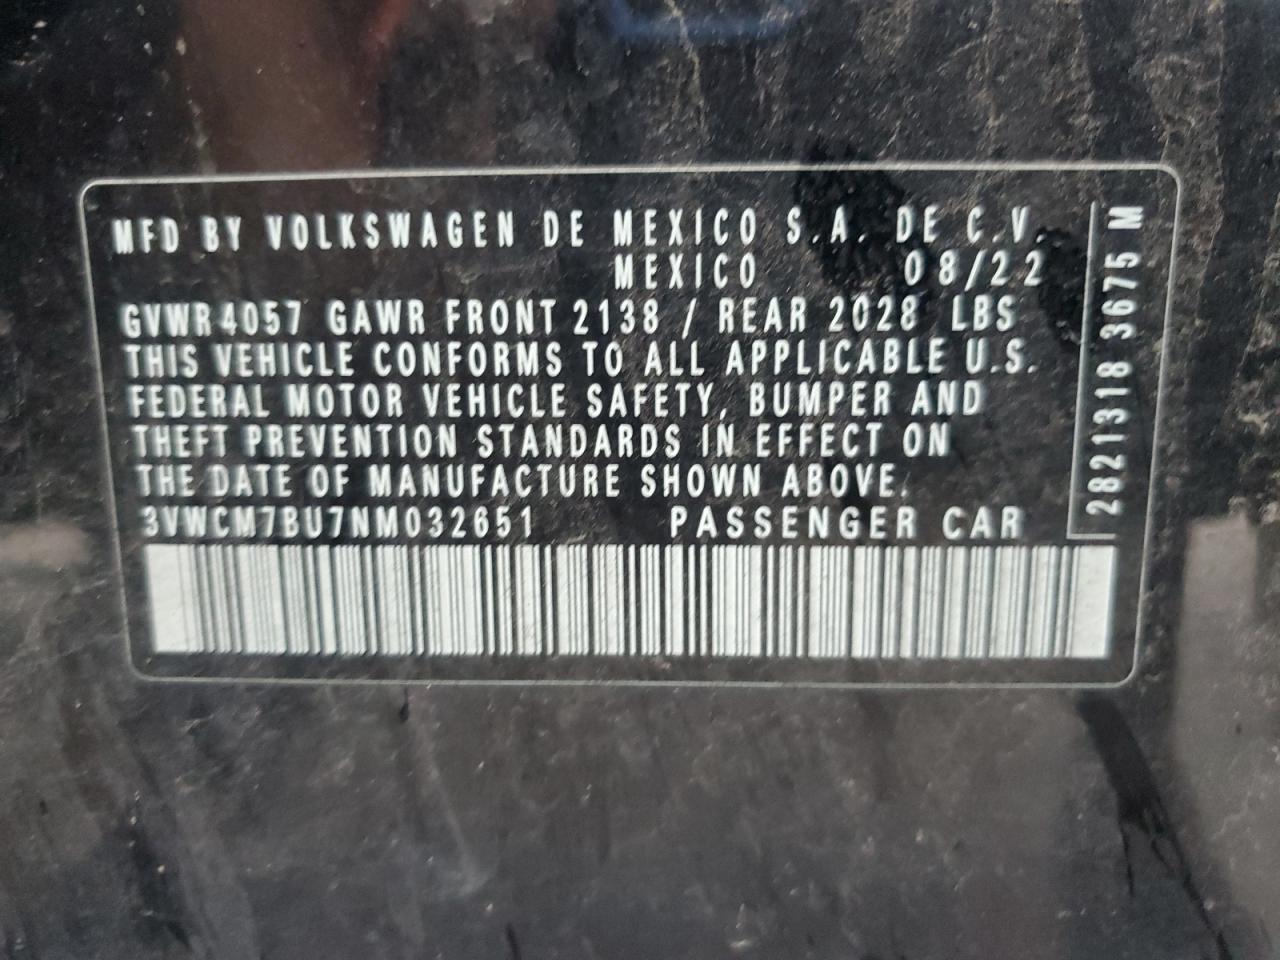 MFD BY VOLKSWAGEN DE MEXICO S.A. DE C.V.
MEXICO 08/22
GVWR4057 GAWR FRONT 2138 / REAR 2028 LBS
THIS VEHICLE CONFORMS TO ALL APPLICABLE U.S.
FEDERAL MOTOR VEHICLE SAFETY, BUMPER AND
THEFT PREVENTION STANDARDS IN EFFECT ON
THE DATE OF MANUFACTURE SHOWN ABOVE.
3VWCM7BU7NM032651 PASSENGER CAR
2821318 3675 M